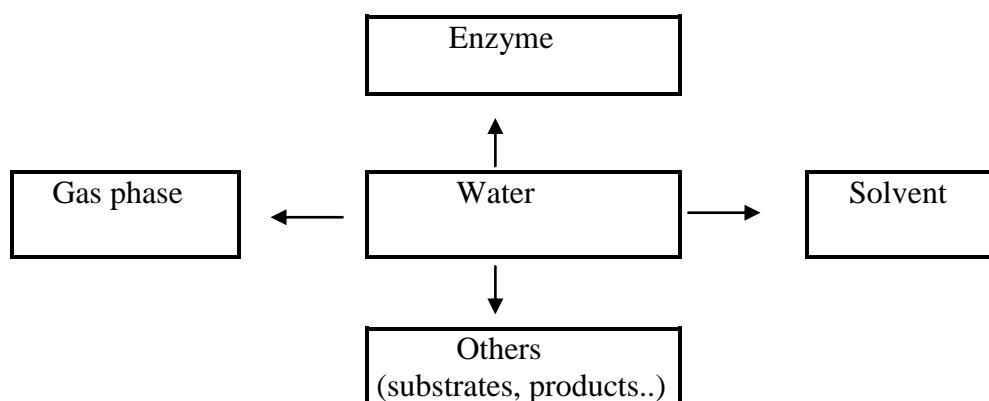 Enzyme
Gas phase
Water
Solvent
Others
(substrates, products..)